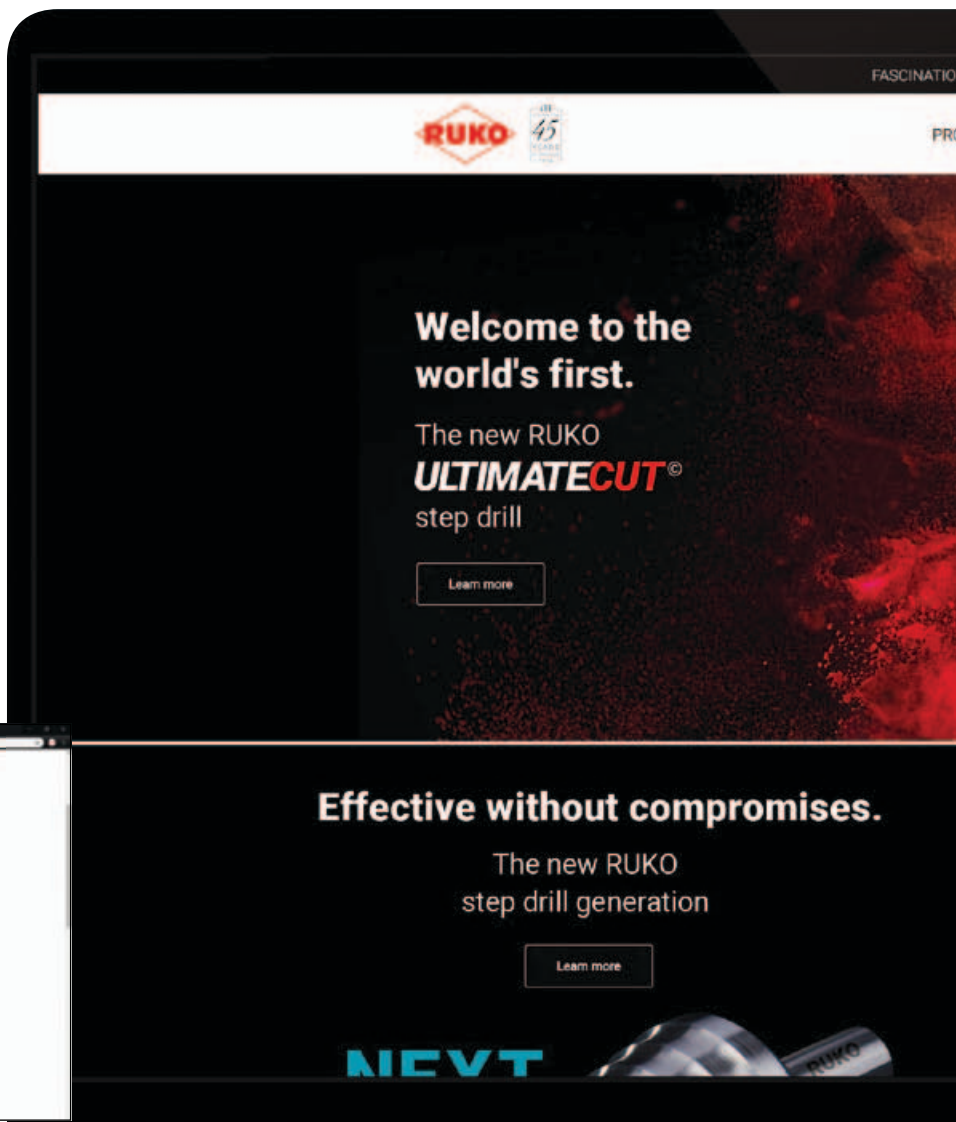 FASCINATIO
RUKO
45
YEARS
PRO
Welcome to the
world's first.
The new RUKO
ULTIMATECUT©
step drill
Learn more
Effective without compromises.
The new RUKO
step drill generation
Learn more
NEXT
RUKO